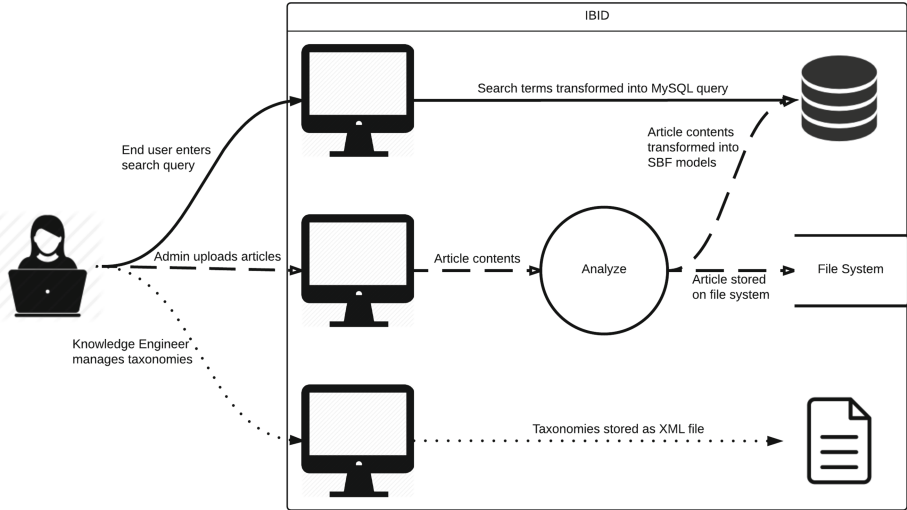 IBID
Search terms transformed into MySQL query
End user enters
search query
Article contents
transformed into
SBF models
Admin uploads articles
Article contents
Analyze
File System
Article stored
on file system
Knowledge Engineer
manages taxonomies
Taxonomies stored as XML file